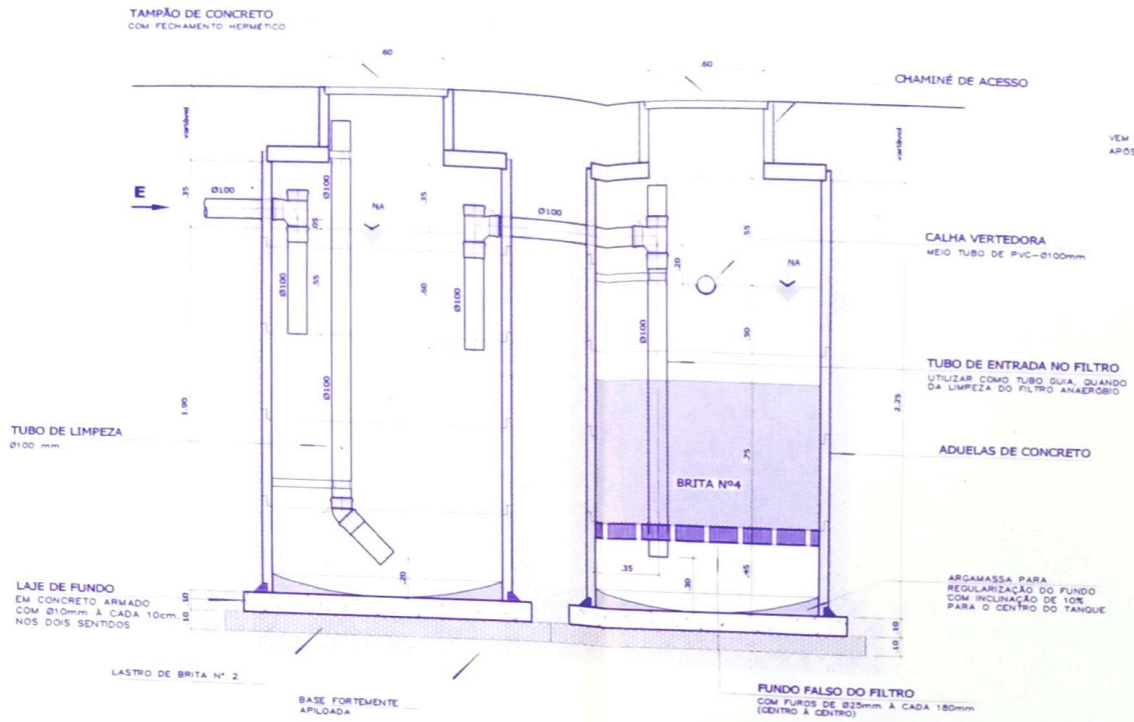 TAMPÃO DE CONCRETO
COM FECHAMENTO HERMÉTICO
.60
.60
CHAMINÉ DE ACESSO
variável
variável
VEM
APÓS
E
Ø100
.35
.05
Ø100
NA
.35
Ø100
.55
CALHA VERTEDORA
MEIO TUBO DE PVC-Ø100mm
.20
NA
Ø100
.55
.60
Ø100
Ø100
.30
TUBO DE ENTRADA NO FILTRO
UTILIZAR COMO TUBO GUIA, QUANDO
DA LIMPEZA DO FILTRO ANAERÓBIO
Ø100
1.90
2.25
TUBO DE LIMPEZA
Ø100 mm
.75
ADUELAS DE CONCRETO
BRITA Nº4
.20
.35
.30
.45
LAJE DE FUNDO
EM CONCRETO ARMADO
COM Ø10mm À CADA 10cm,
NOS DOIS SENTIDOS
.10
.10
ARGAMASSA PARA
REGULARIZAÇÃO DO FUNDO
COM INCLINAÇÃO DE 10%
PARA O CENTRO DO TANQUE
.10
.10
LASTRO DE BRITA N° 2
BASE FORTEMENTE
APILOADA
FUNDO FALSO DO FILTRO
COM FUROS DE Ø25mm À CADA 180mm
(CENTRO À CENTRO)